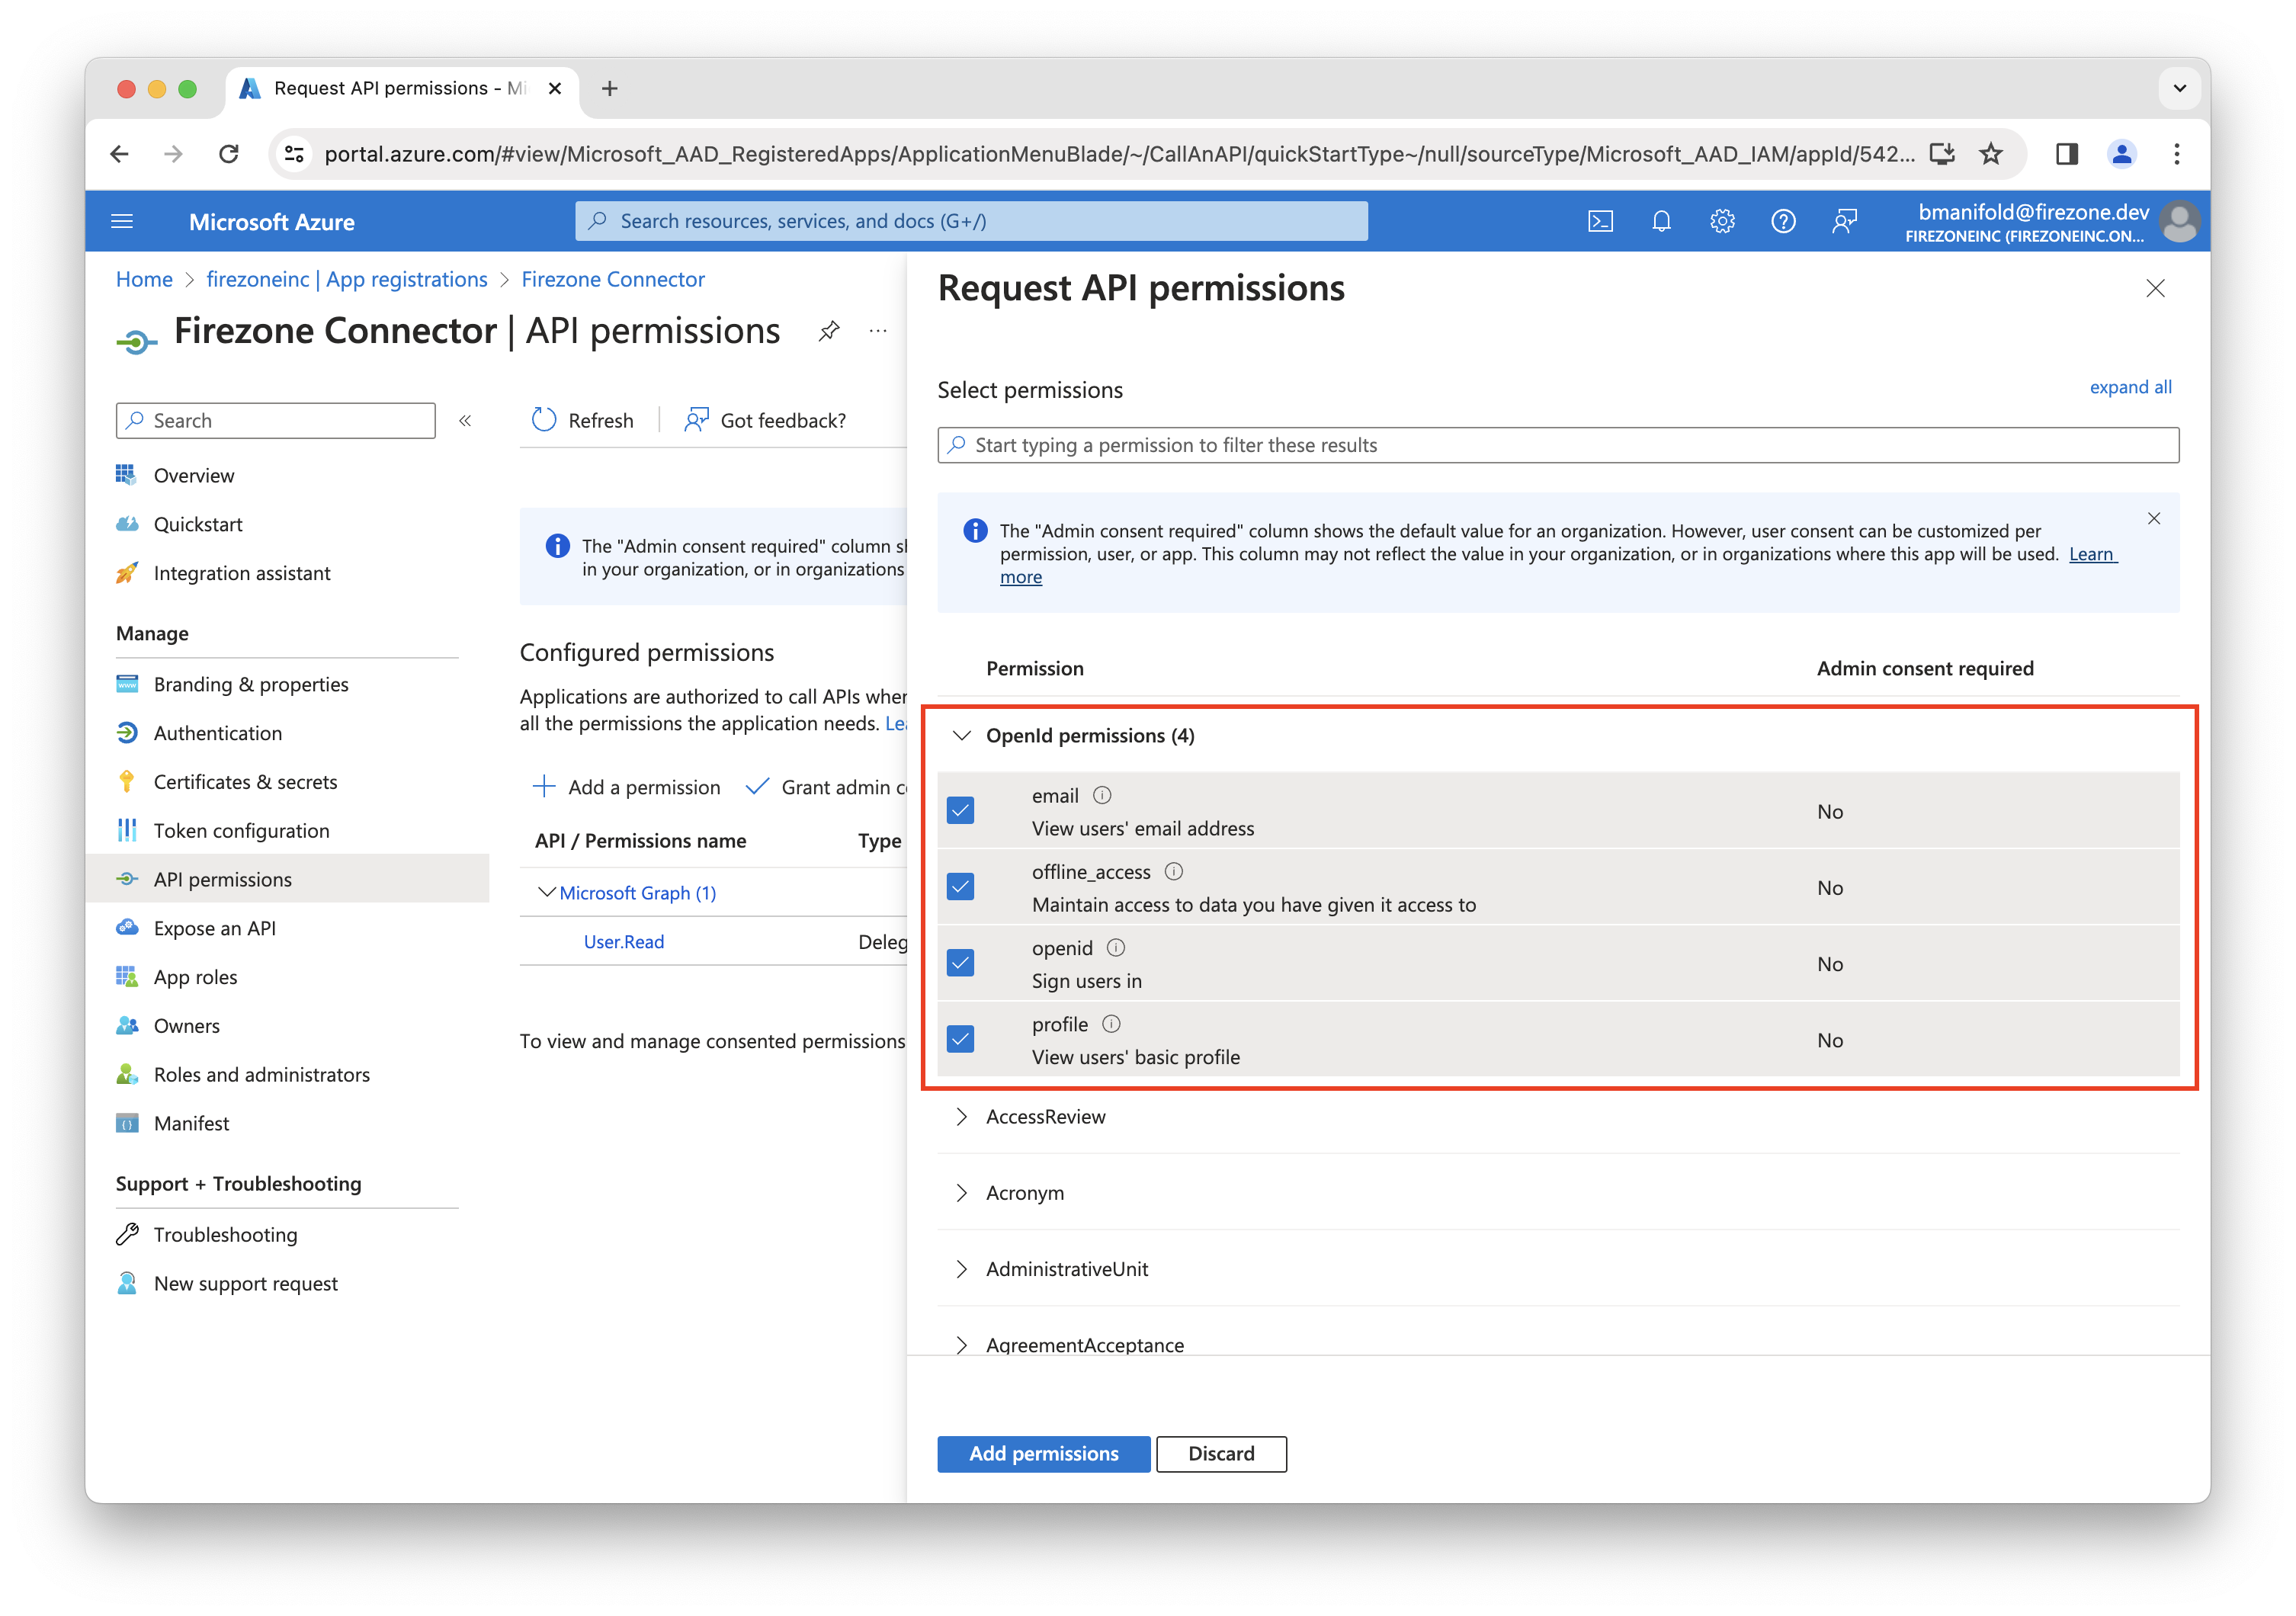 Request API permissions - Mi
portal.azure.com/#view/Microsoft_AAD_RegisteredApps/ApplicationMenuBlade/~/CallAnAPI/quickStartType~/null/sourceType/Microsoft_AAD_IAM/appId/542...
Microsoft Azure
Search resources, services, and docs (G+/)
bmanifold@firezone.dev
FIREZONEINC (FIREZONEINC.ON...
Home > firezoneinc | App registrations > Firezone Connector
Firezone Connector | API permissions
...
Search
«
Overview
Quickstart
Integration assistant
Manage
Branding & properties
Authentication
Certificates & secrets
Token configuration
API permissions
Expose an API
App roles
Owners
Roles and administrators
Manifest
Support + Troubleshooting
Troubleshooting
New support request
Refresh
Got feedback?
The "Admin consent required" column sh
in your organization, or in organizations
Configured permissions
Applications are authorized to call APIs when
all the permissions the application needs. Lea
Add a permission
Grant admin co
API / Permissions name Type
Microsoft Graph (1)
User.Read Deleg
To view and manage consented permissions
Request API permissions
Select permissions
expand all
Start typing a permission to filter these results
The "Admin consent required" column shows the default value for an organization. However, user consent can be customized per
permission, user, or app. This column may not reflect the value in your organization, or in organizations where this app will be used. Learn
more
Permission Admin consent required
OpenId permissions (4)
email
View users' email address
No
offline_access
Maintain access to data you have given it access to
No
openid
Sign users in
No
profile
View users' basic profile
No
AccessReview
Acronym
AdministrativeUnit
AgreementAcceptance
Add permissions
Discard